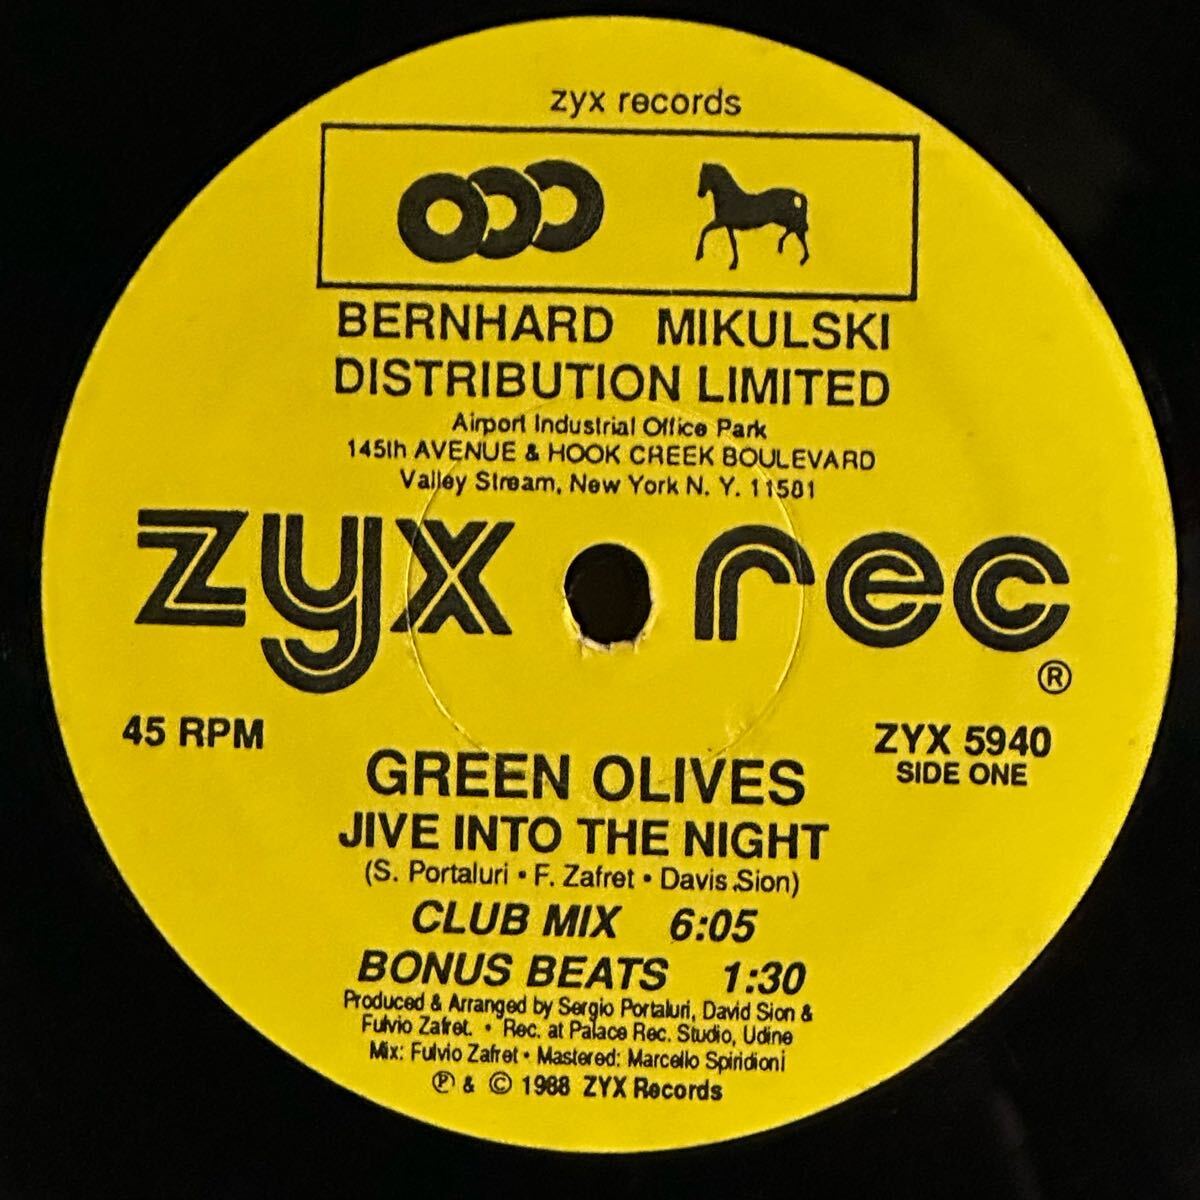 zyx records
BERNHARD MIKULSKI
DISTRIBUTION LIMITED
Airport Industrial Office Park
145th AVENUE & HOOK CREEK BOULEVARD
Valley Stream, New York N. Y. 11581
zyx rec
®
45 RPM
ZYX 5940
SIDE ONE
GREEN OLIVES
JIVE INTO THE NIGHT
(S. Portaluri • F. Zafret • Davis.Sion)
CLUB MIX 6:05
BONUS BEATS 1:30
Produced & Arranged by Sergio Portaluri, David Sion &
Fulvio Zafret. • Rec. at Palace Rec. Studio, Udine
Mix: Fulvio Zafret • Mastered: Marcello Spiridioni
℗ & © 1988 ZYX Records